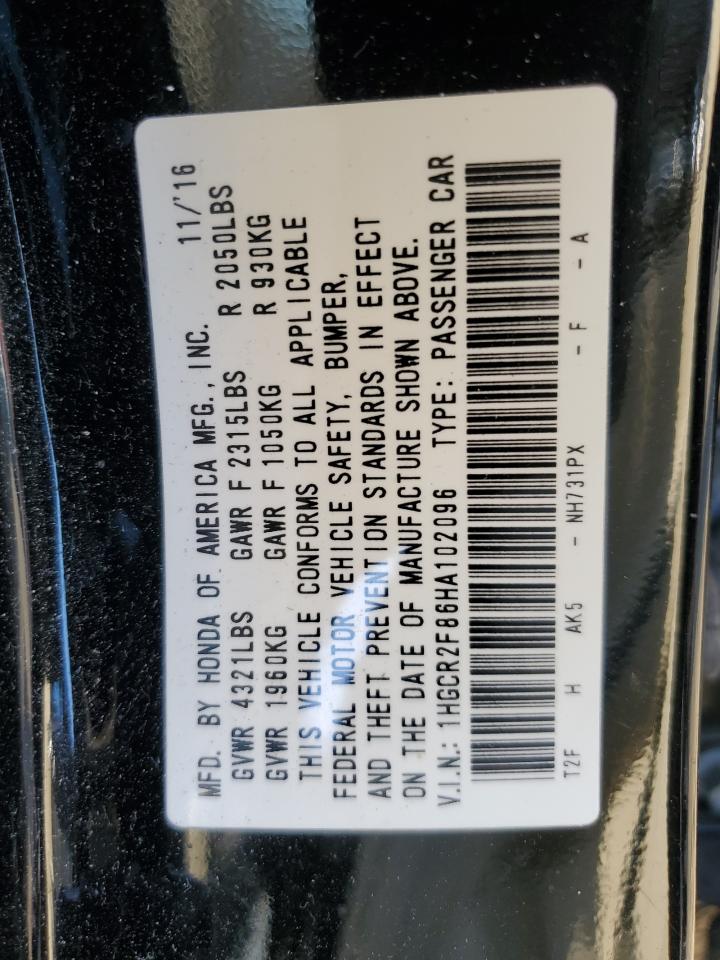 MFD. BY HONDA OF AMERICA MFG., INC. 11/'16
GVWR 4321LBS GAWR F 2315LBS R 2050LBS
GVWR 1960KG GAWR F 1050KG R 930KG
THIS VEHICLE CONFORMS TO ALL APPLICABLE
FEDERAL MOTOR VEHICLE SAFETY, BUMPER,
AND THEFT PREVENTION STANDARDS IN EFFECT
ON THE DATE OF MANUFACTURE SHOWN ABOVE.
V.I.N.: 1HGCR2F86HA102096 TYPE: PASSENGER CAR
T2F H AK5 - NH731PX - F - A